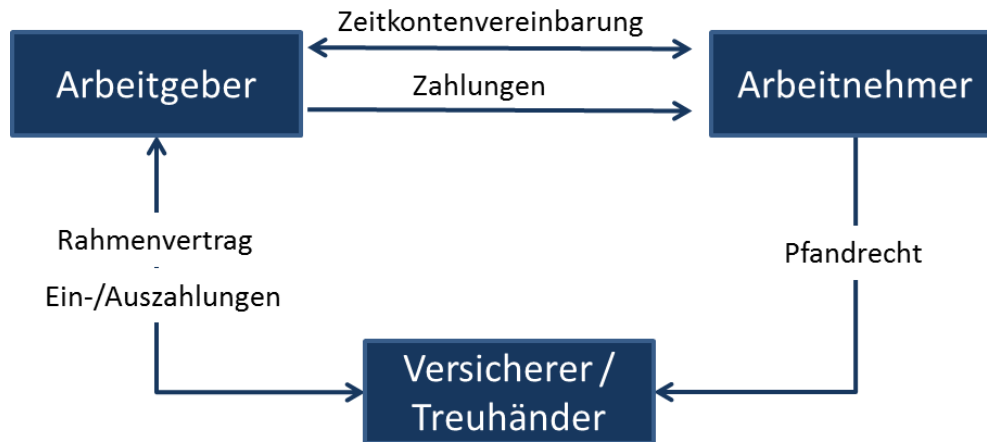 Zeitkontenvereinbarung
Arbeitgeber
Arbeitnehmer
Zahlungen
Rahmenvertrag
Pfandrecht
Ein-/Auszahlungen
Versicherer /
Treuhänder